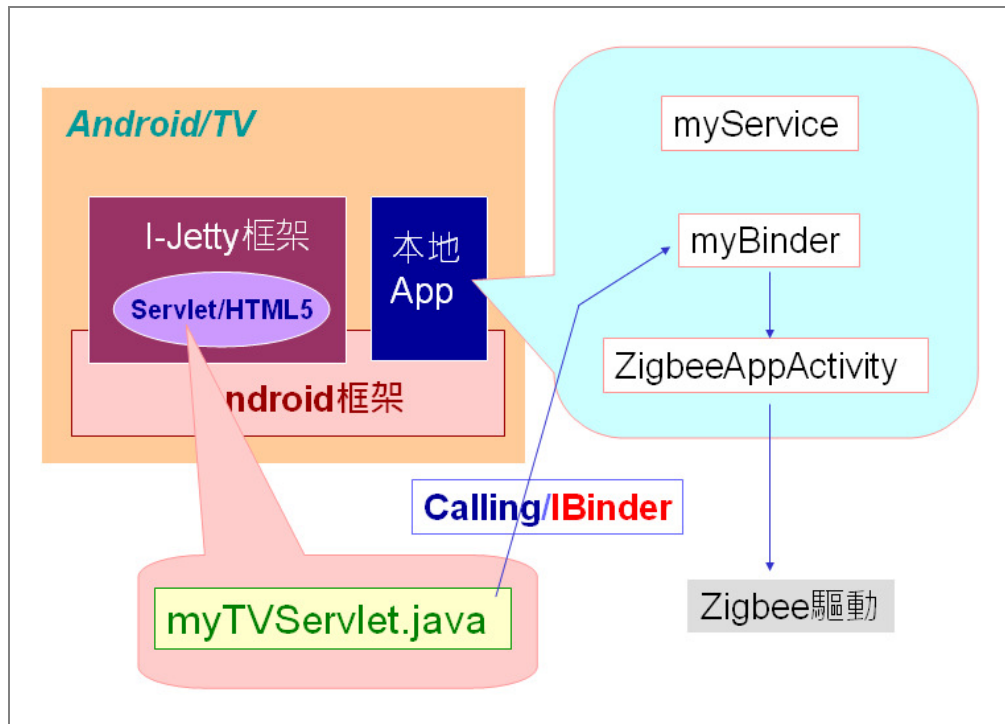 Android/TV
I-Jetty框架
Servlet/HTML5
本地
App
ndroid框架
myService
myBinder
ZigbeeAppActivity
Calling/IBinder
myTVServlet.java
Zigbee驅動